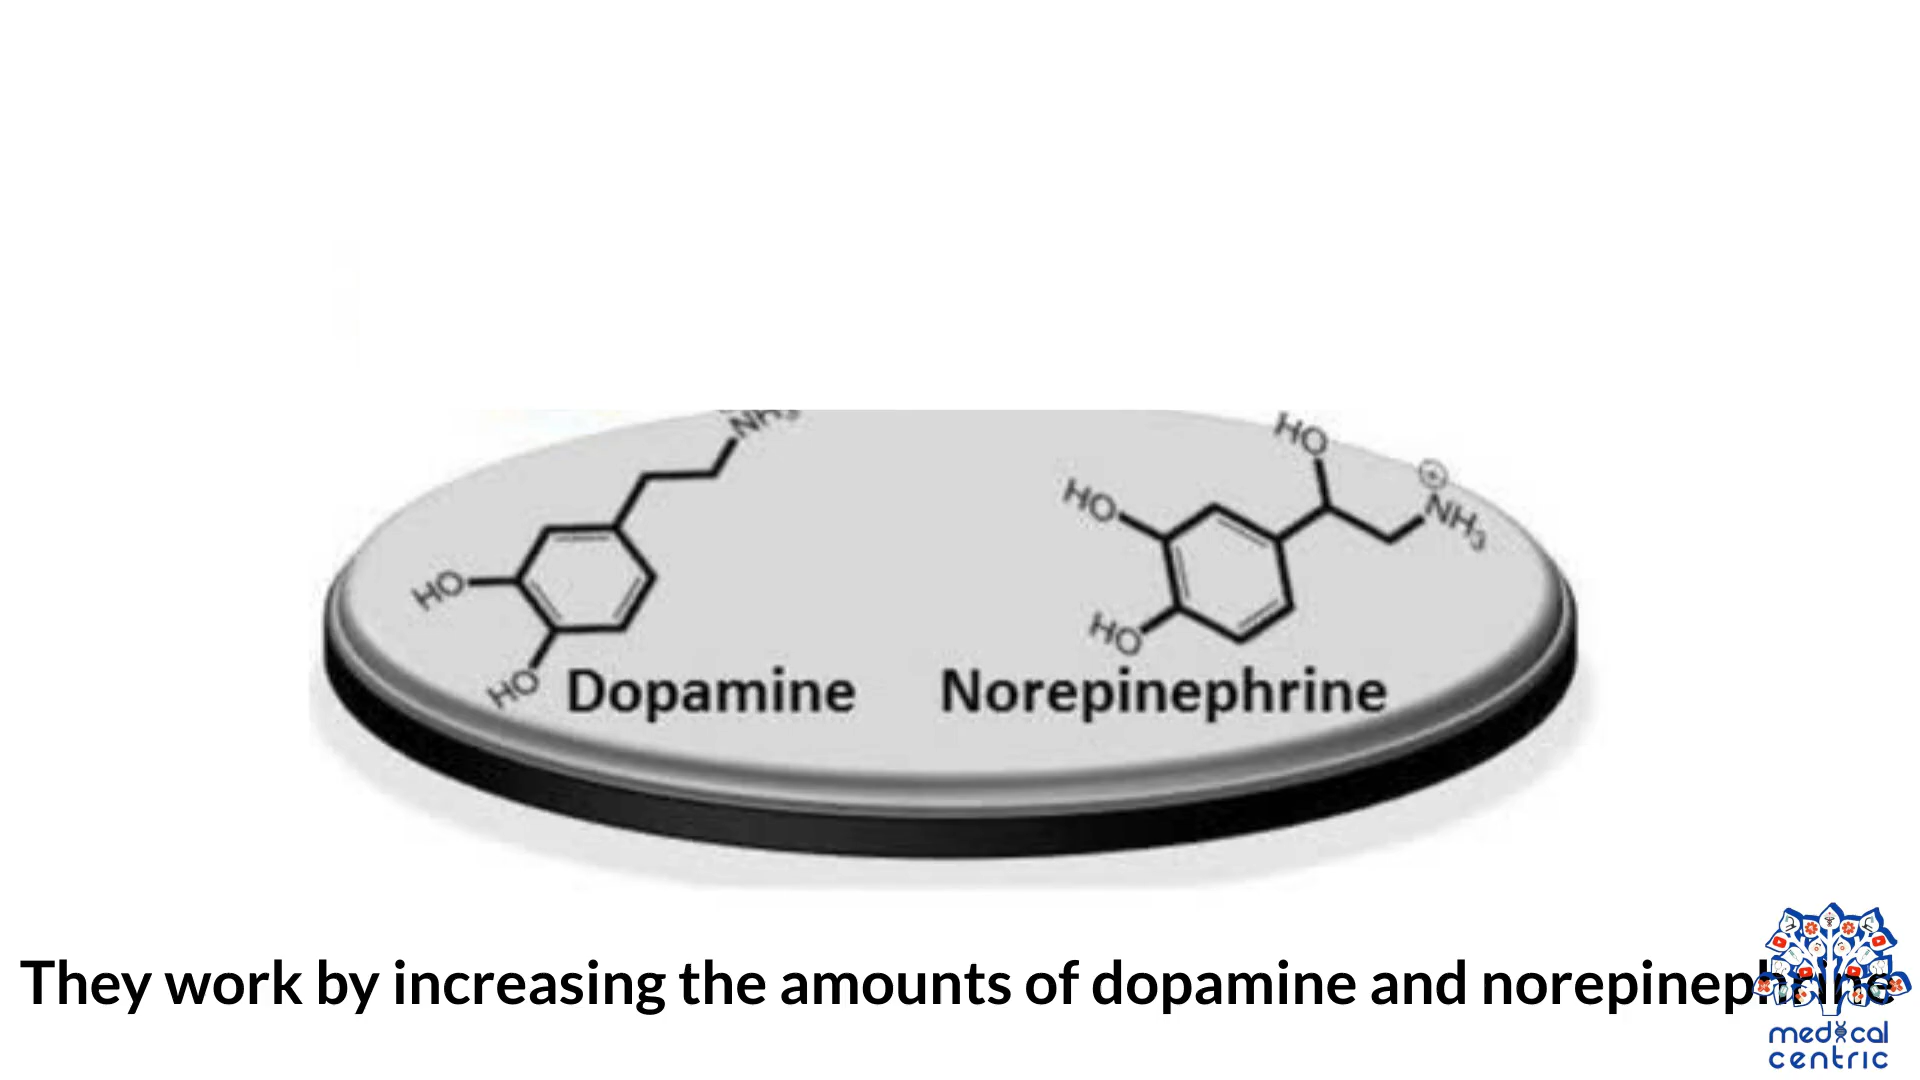 NH3
HO
HO
HO
NH3
HO
HO
Dopamine Norepinephrine
They work by increasing the amounts of dopamine and norepinephrine
medical
centric